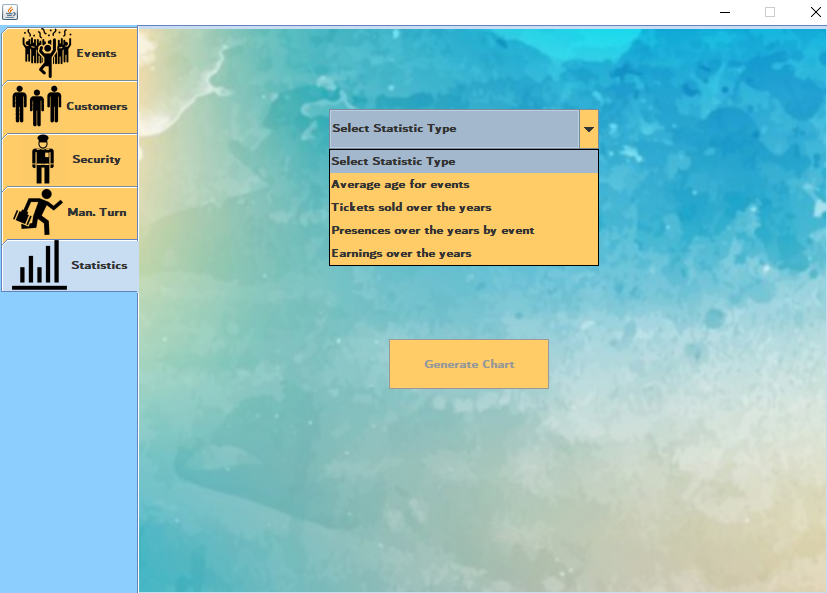 Events
Customers
Security
Man. Turn
Statistics
Select Statistic Type
Select Statistic Type
Average age for events
Tickets sold over the years
Presences over the years by event
Earnings over the years
Generate Chart